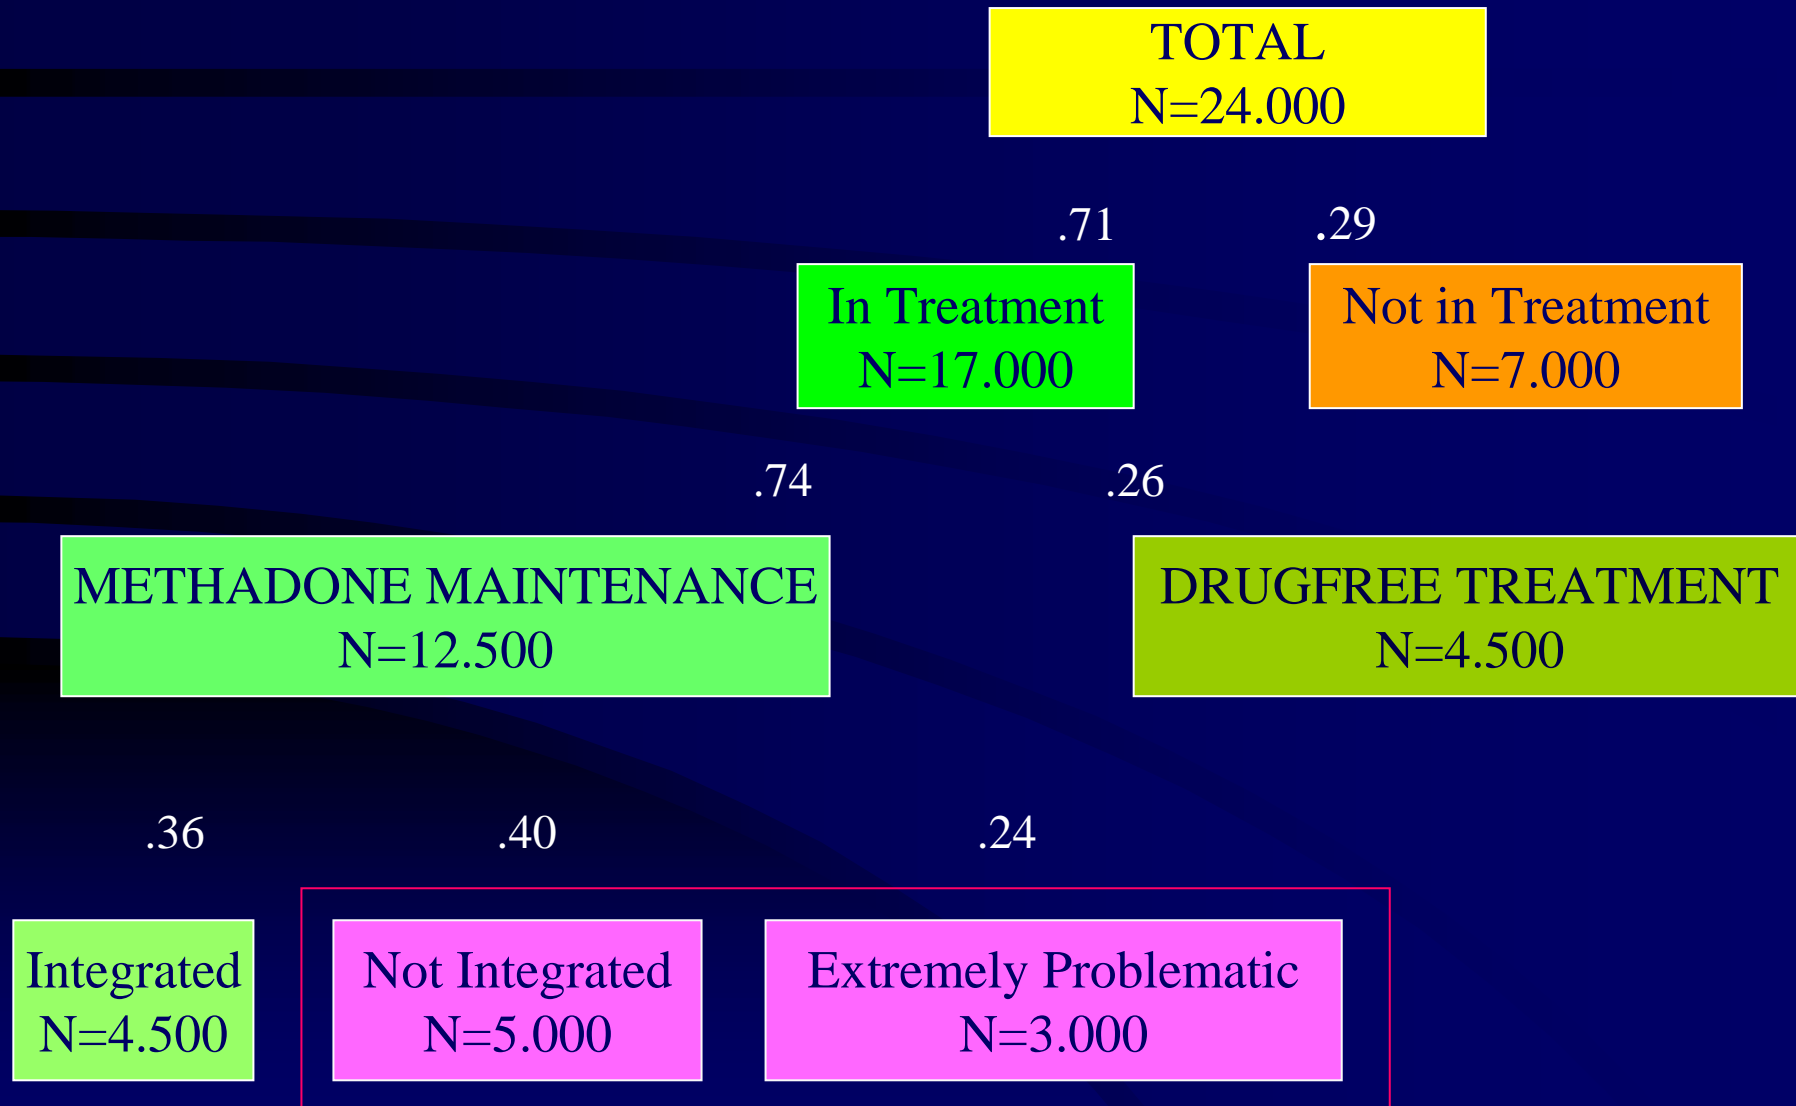 TOTAL
N=24.000
.71
.29
In Treatment
N=17.000
Not in Treatment
N=7.000
.74
.26
METHADONE MAINTENANCE
N=12.500
DRUGFREE TREATMENT
N=4.500
.36
.40
.24
Integrated
N=4.500
Not Integrated
N=5.000
Extremely Problematic
N=3.000